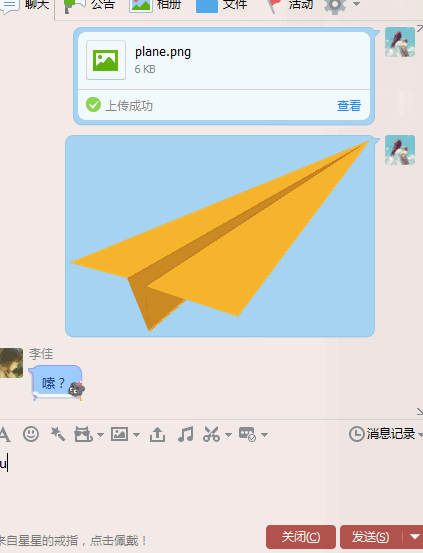 聊天 公告 相册 文件 活动
plane.png
6 KB
上传成功 查看
李佳
嗦？
消息记录
u
来自星星的戒指，点击佩戴！
关闭(C) 发送(S)